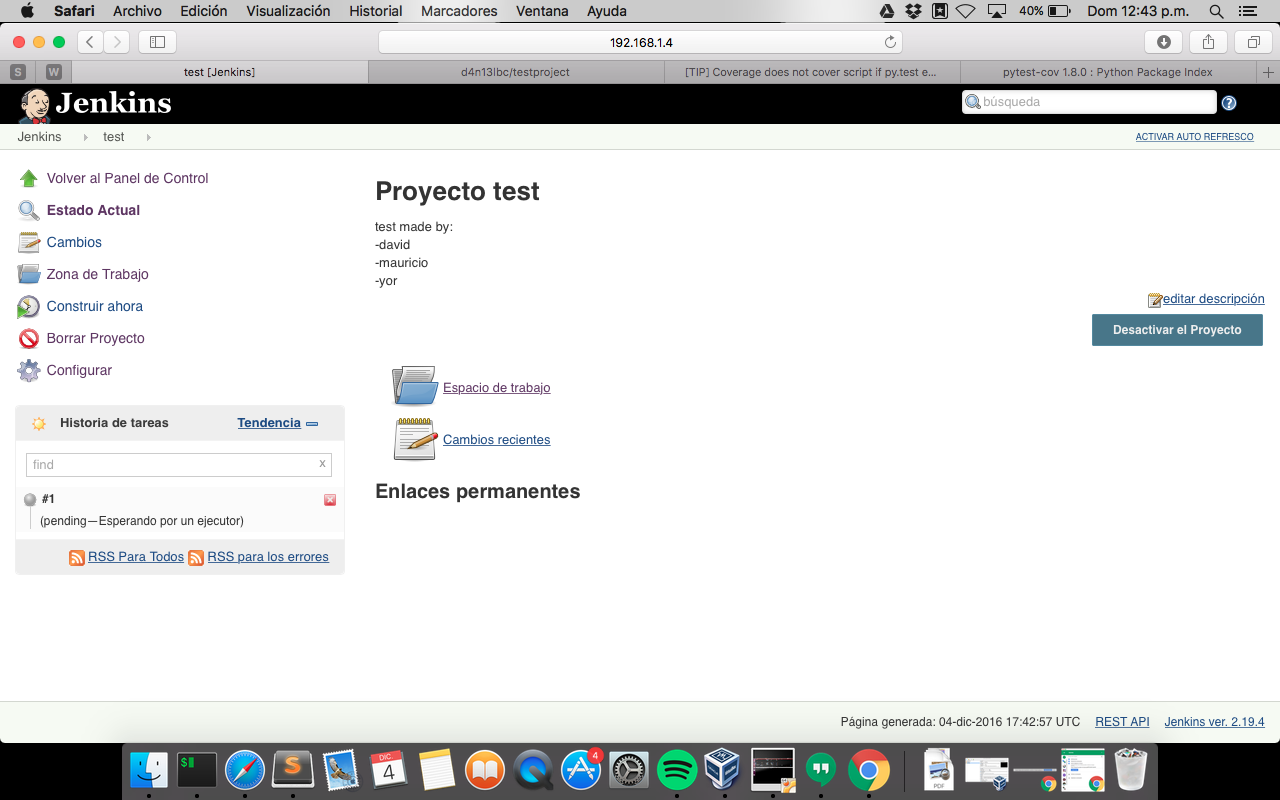 Safari Archivo Edición Visualización Historial Marcadores Ventana Ayuda 40% Dom 12:43 p.m.
192.168.1.4
S W test [Jenkins] d4n13lbc/testproject [TIP] Coverage does not cover script if py.test e... pytest-cov 1.8.0 : Python Package Index
Jenkins búsqueda
Jenkins test ACTIVAR AUTO REFRESCO
Volver al Panel de Control
Estado Actual
Cambios
Zona de Trabajo
Construir ahora
Borrar Proyecto
Configurar
Historia de tareas Tendencia
find x
#1
(pending—Esperando por un ejecutor)
RSS Para Todos RSS para los errores
Proyecto test
test made by:
-david
-mauricio
-yor
editar descripción
Desactivar el Proyecto
Espacio de trabajo
Cambios recientes
Enlaces permanentes
Página generada: 04-dic-2016 17:42:57 UTC REST API Jenkins ver. 2.19.4
$ S DIC. 4 4 PDF